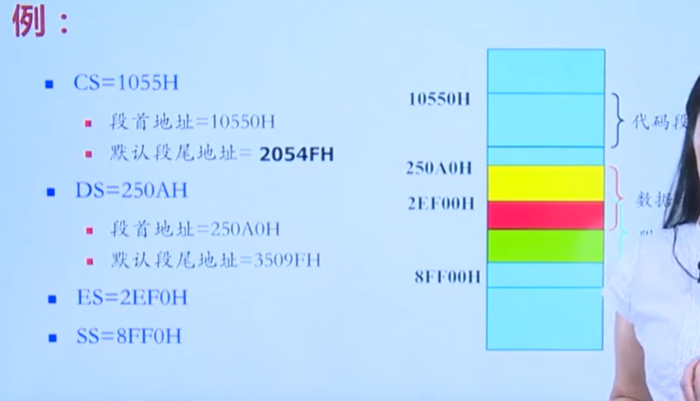 例：
CS=1055H
段首地址=10550H
默认段尾地址= 2054FH
DS=250AH
段首地址=250A0H
默认段尾地址=3509FH
ES=2EF0H
SS=8FF0H
10550H
代码段
250A0H
2EF00H
数据
8FF00H